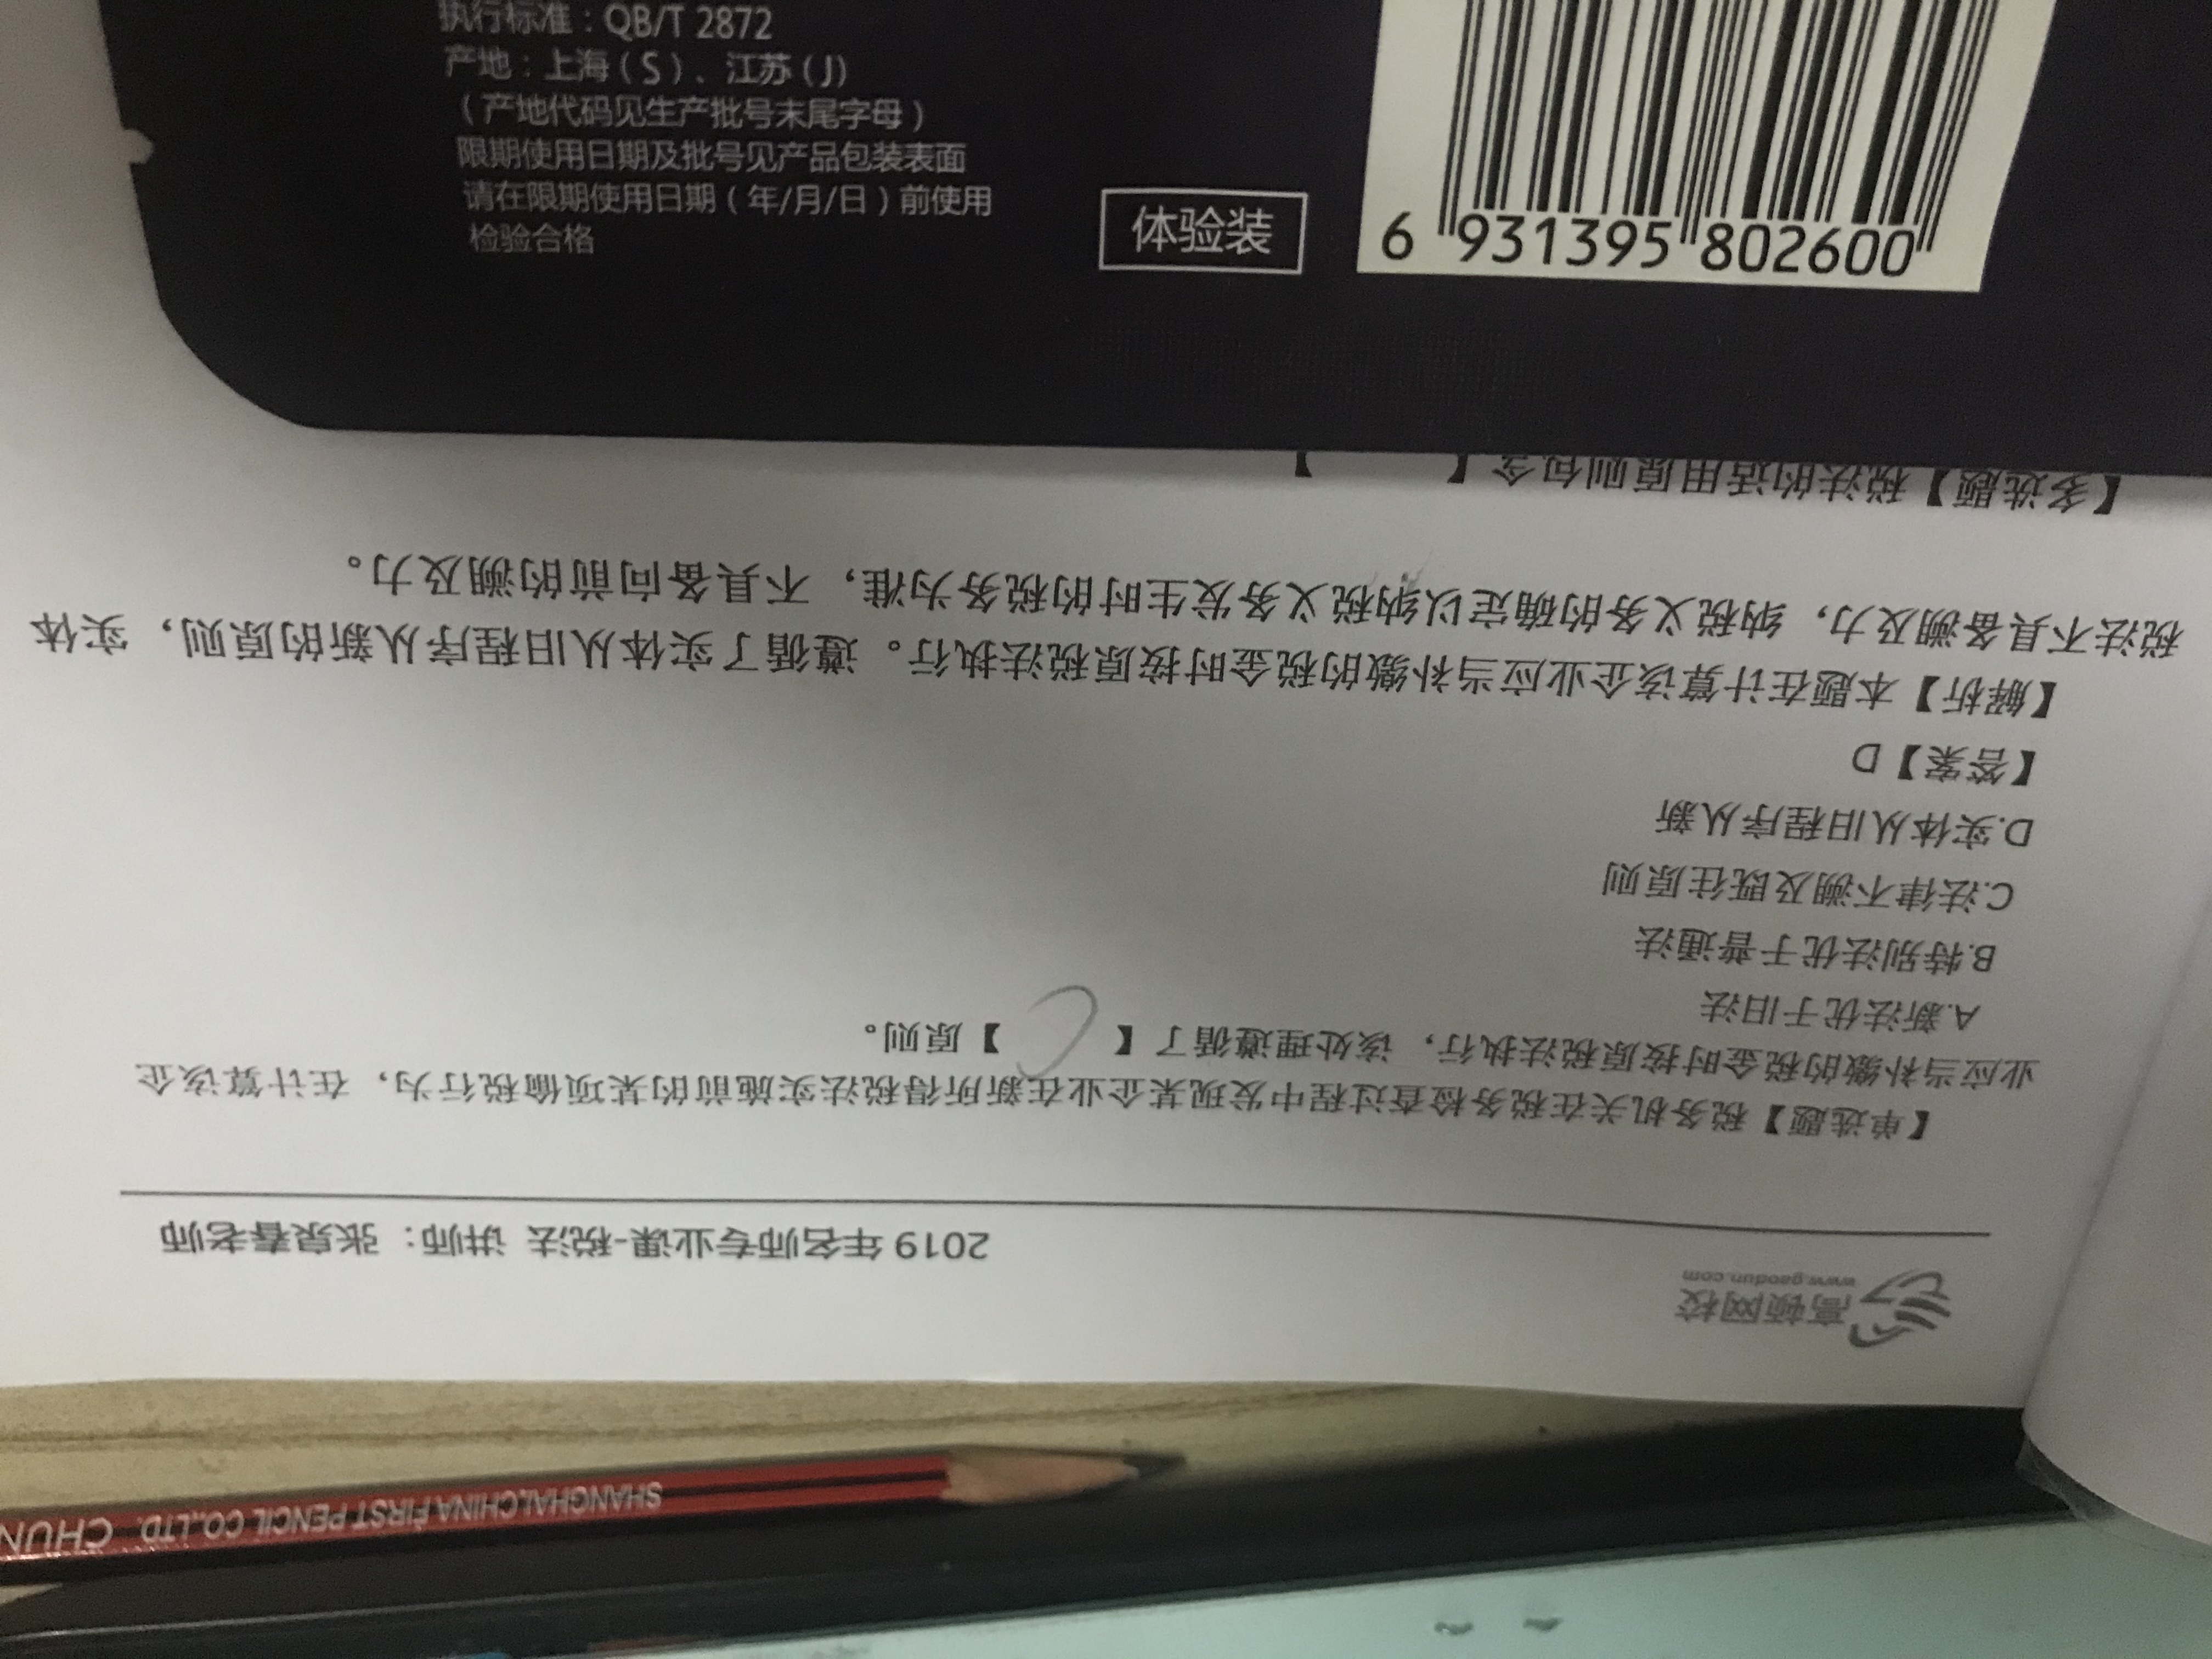 执行标准：QB/T 2872
产地：上海（S）、江苏（J）
（产地代码见生产批号末尾字母）
限期使用日期及批号见产品包装表面
请在限期使用日期（年/月/日）前使用
检验合格
体验装
6 931395 802600
高顿网校
www.gaodun.com
2019 年名师专业课-税法 讲师：张泉春老师
【单选题】税务机关在税务检查过程中发现某企业在新所得税法实施前的某项偷税行为，在计算该企
业应当补缴的税金时按原税法执行，该处理遵循了【 C 】原则。
A.新法优于旧法
B.特别法优于普通法
C.法律不溯及既往原则
D.实体从旧程序从新
【答案】D
【解析】本题在计算该企业应当补缴的税金时按原税法执行。遵循了实体从旧程序从新的原则，实体
税法不具备溯及力，纳税义务的确定以纳税义务发生时的税务为准，不具备向前的溯及力。
【多选题】税法的适用原则包含【 】
SHANGHAI,CHINA FIRST PENCIL CO.,LTD. CHUN